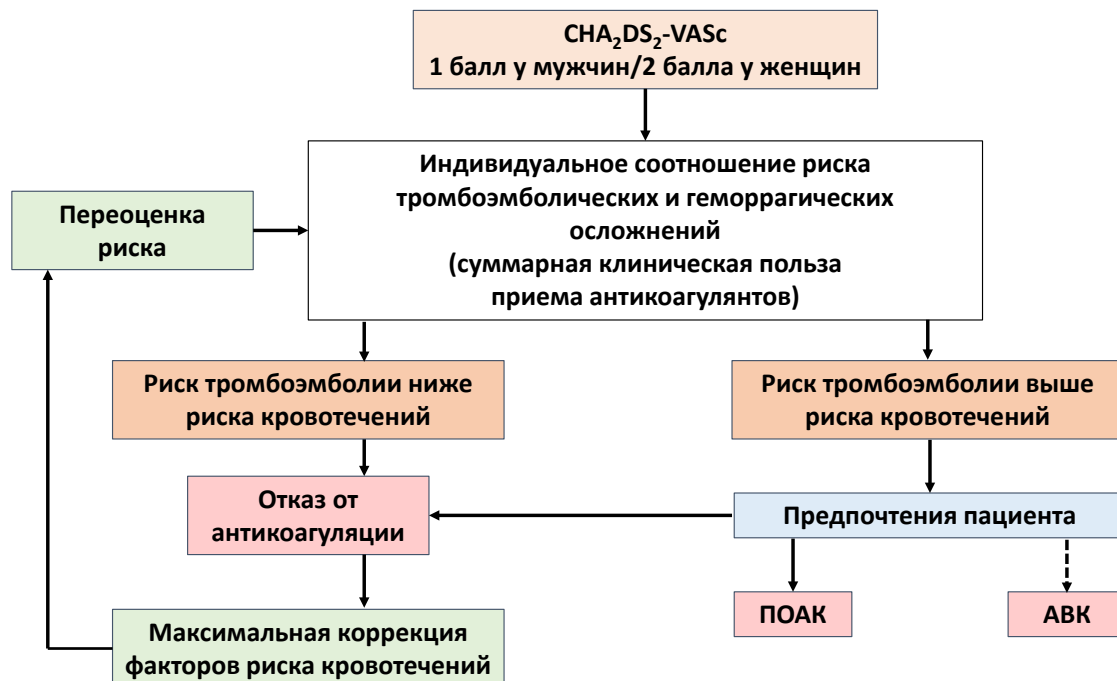 CHA₂DS₂-VASc
1 балл у мужчин/2 балла у женщин
Индивидуальное соотношение риска
тромбоэмболических и геморрагических
осложнений
(суммарная клиническая польза
приема антикоагулянтов)
Переоценка
риска
Риск тромбоэмболии ниже
риска кровотечений
Риск тромбоэмболии выше
риска кровотечений
Отказ от
антикоагуляции
Предпочтения пациента
ПОАК
АВК
Максимальная коррекция
факторов риска кровотечений